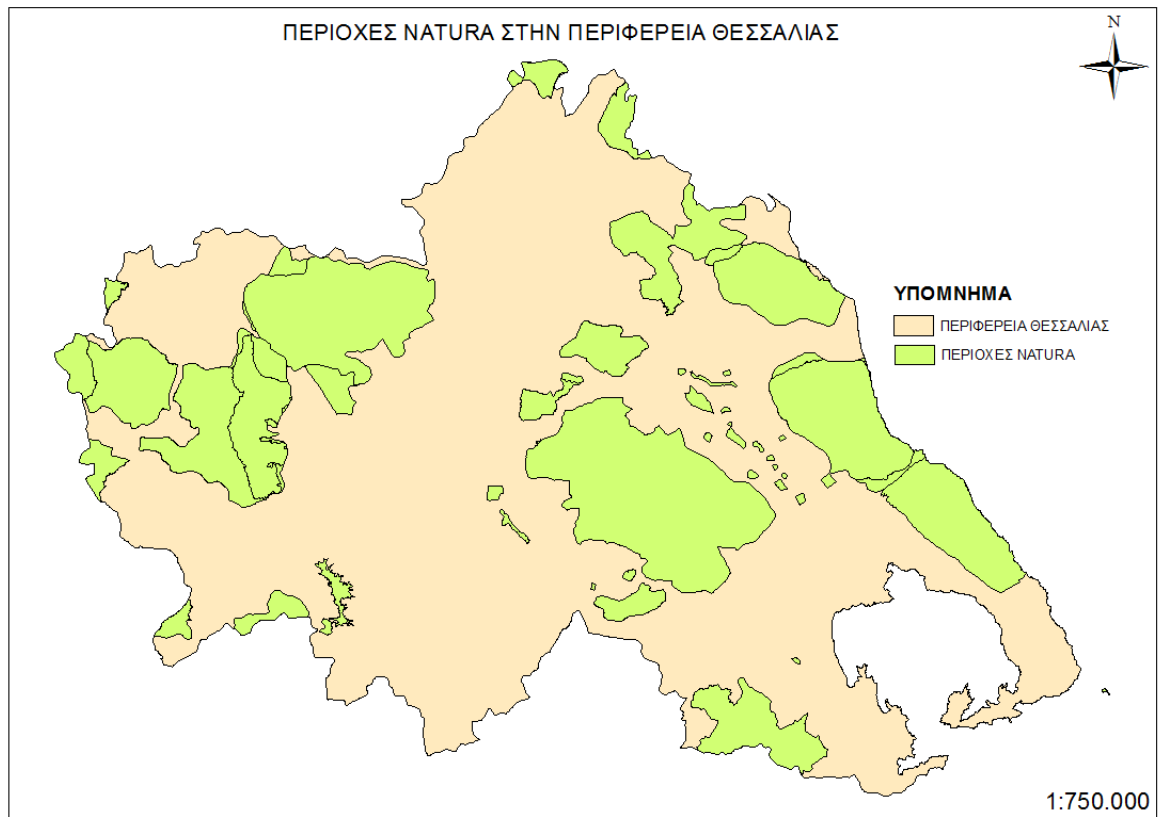 ΠΕΡΙΟΧΕΣ NATURA ΣΤΗΝ ΠΕΡΙΦΕΡΕΙΑ ΘΕΣΣΑΛΙΑΣ
N
ΥΠΟΜΝΗΜΑ
ΠΕΡΙΦΕΡΕΙΑ ΘΕΣΣΑΛΙΑΣ
ΠΕΡΙΟΧΕΣ NATURA
1:750.000